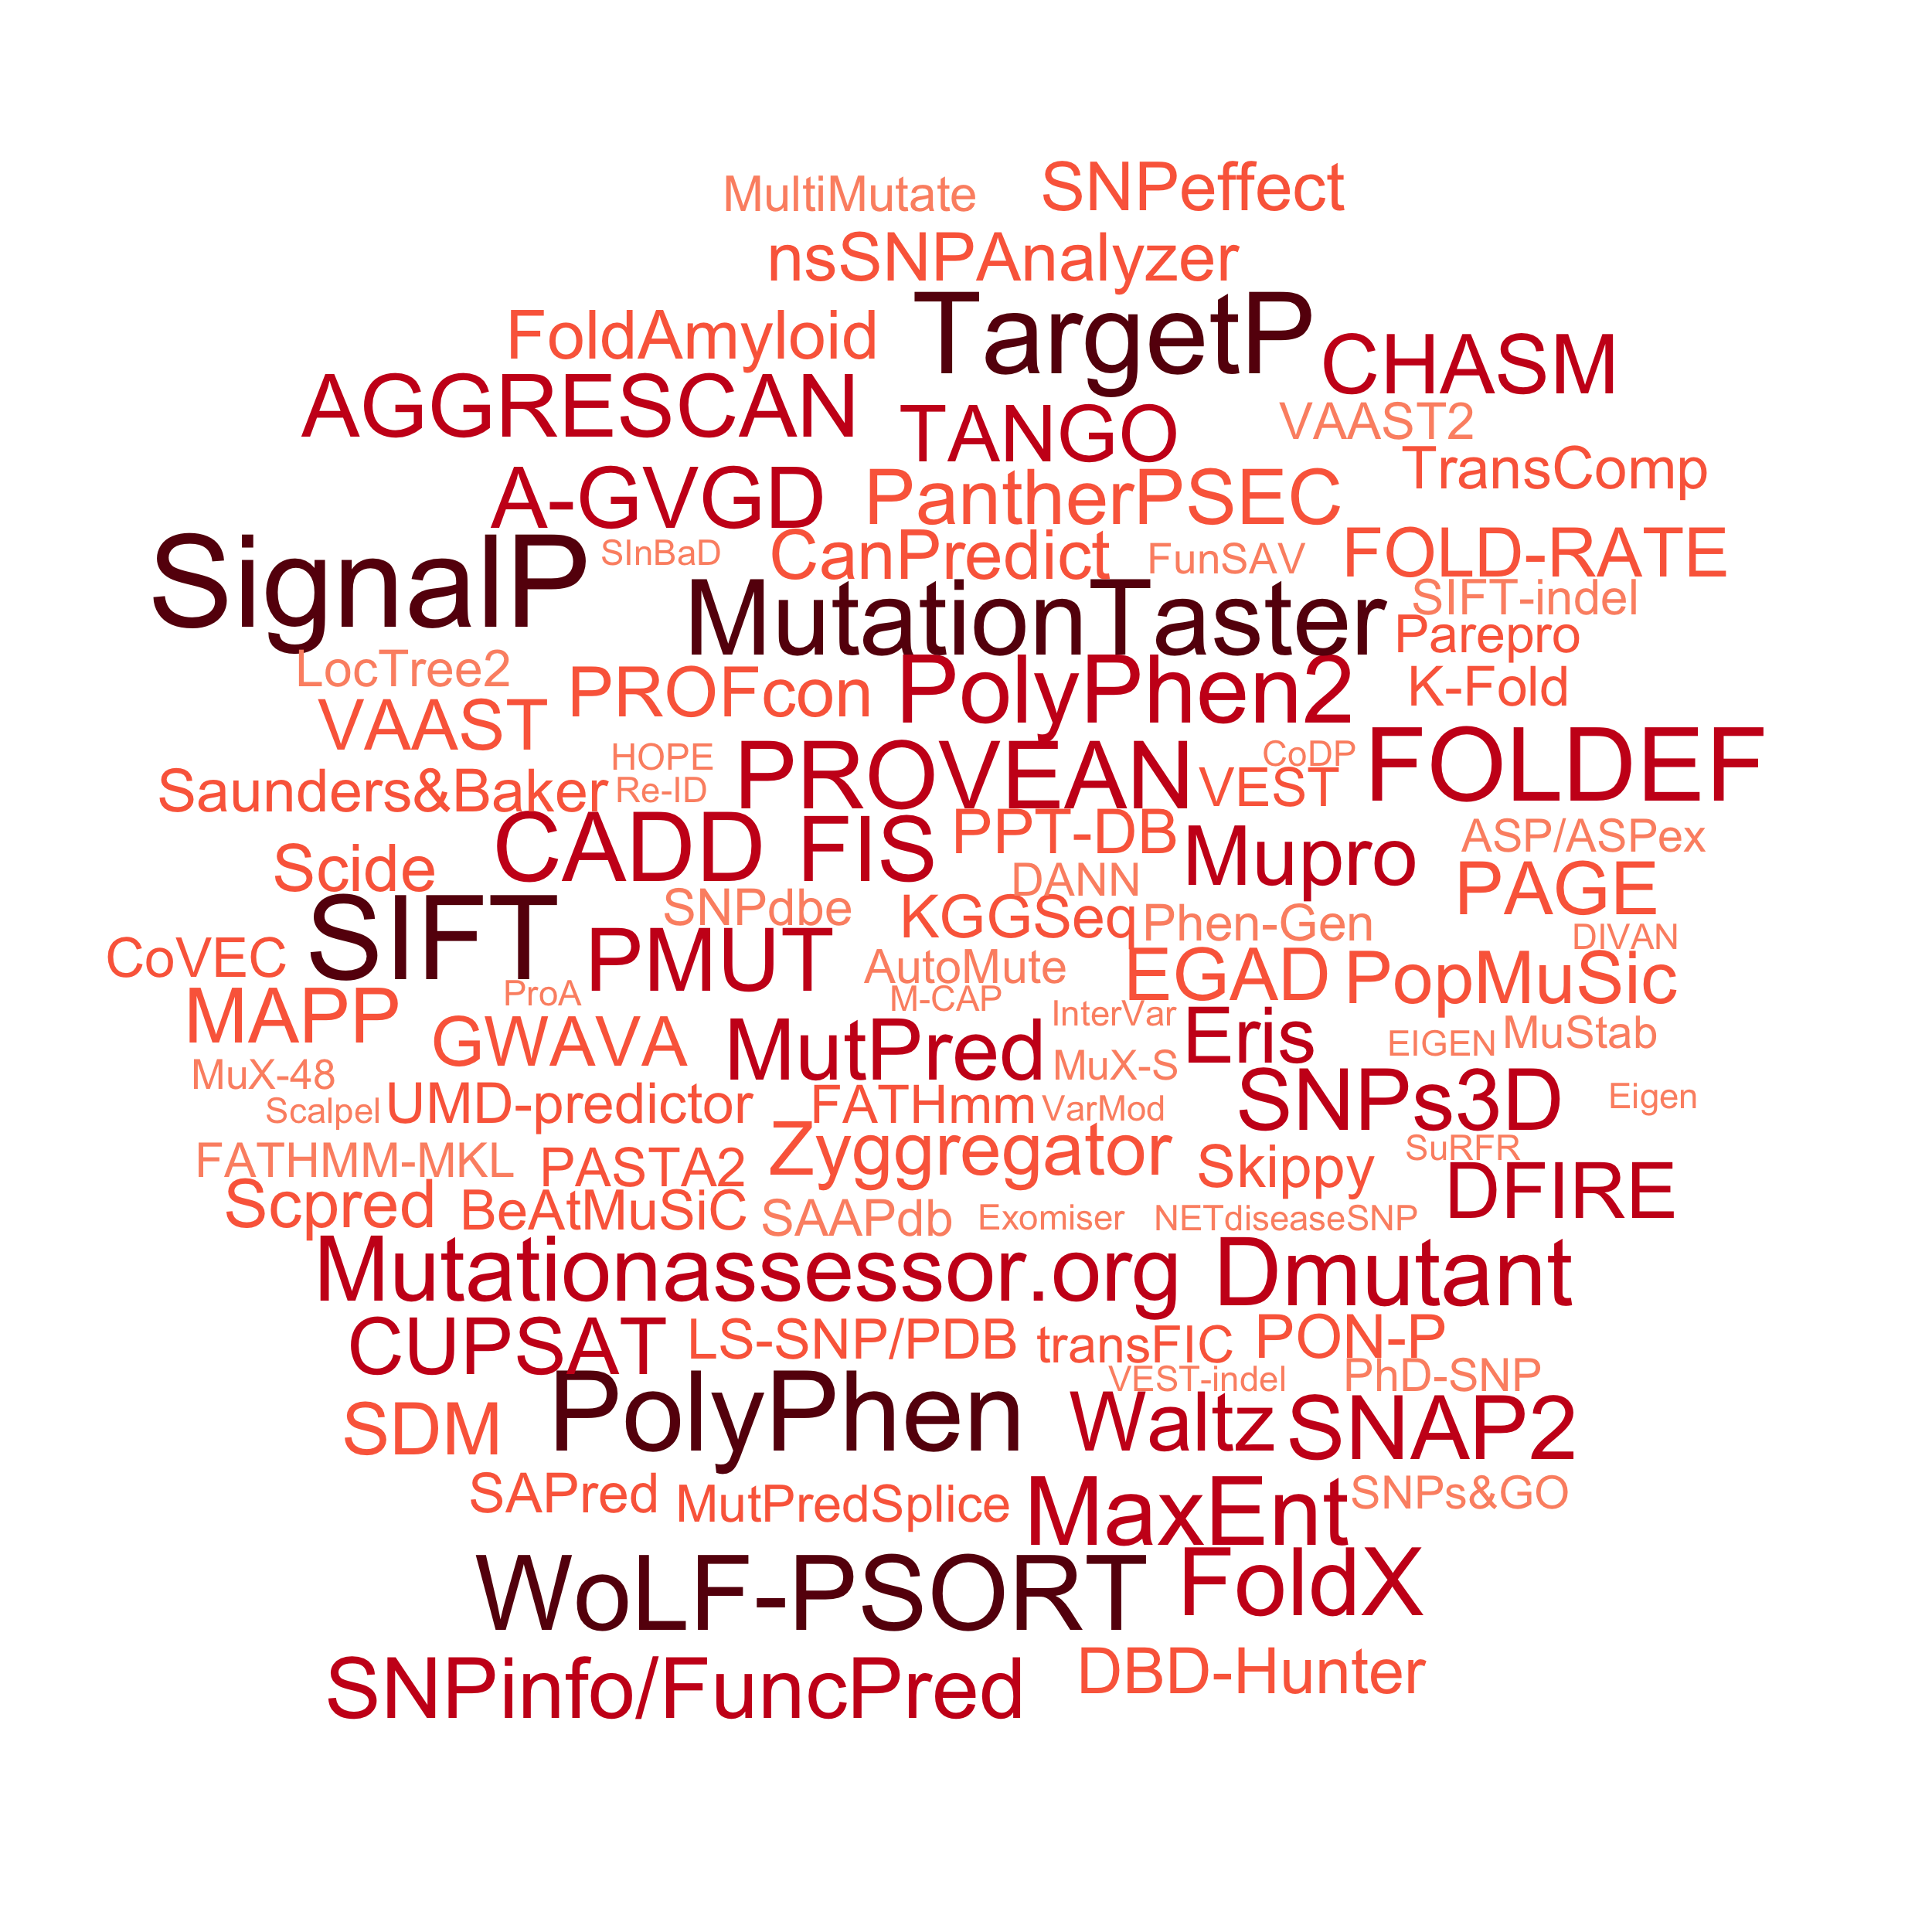 MultiMutate SNPeffect
nsSNPAnalyzer
FoldAmyloid TargetP CHASM
AGGRESCAN TANGO VAAST2
A-GVGD PantherPSEC TransComp
SignalP SInBaD CanPredict FunSAV FOLD-RATE
MutationTaster SIFT-indel
Parepro
LocTree2 PROFcon PolyPhen2 K-Fold
VAAST
HOPE PROVEAN CoDP FOLDEF
Saunders&Baker Re-ID VEST
CADD FIS PPT-DB Mupro ASP/ASPex
Scide DANN PAGE
SIFT SNPdbe KGGSeq Phen-Gen
CoVEC PMUT AutoMute EGAD PopMuSic DIVAN
MAPP ProA M-CAP InterVar
GWAVA MutPred Eris EIGEN MuStab
MuX-48 MuX-S
Scalpel UMD-predictor FATHmm VarMod SNPs3D Eigen
FATHMM-MKL PASTA2 Zyggregator Skippy SuRFR
Scpred BeAtMuSiC SAAPdb Exomiser NETdiseaseSNP DFIRE
Mutationassessor.org Dmutant
CUPSAT LS-SNP/PDB transFIC PON-P
VEST-indel PhD-SNP
SDM PolyPhen Waltz SNAP2
SAPred MutPredSplice MaxEnt SNPs&GO
WoLF-PSORT FoldX
SNPinfo/FuncPred DBD-Hunter